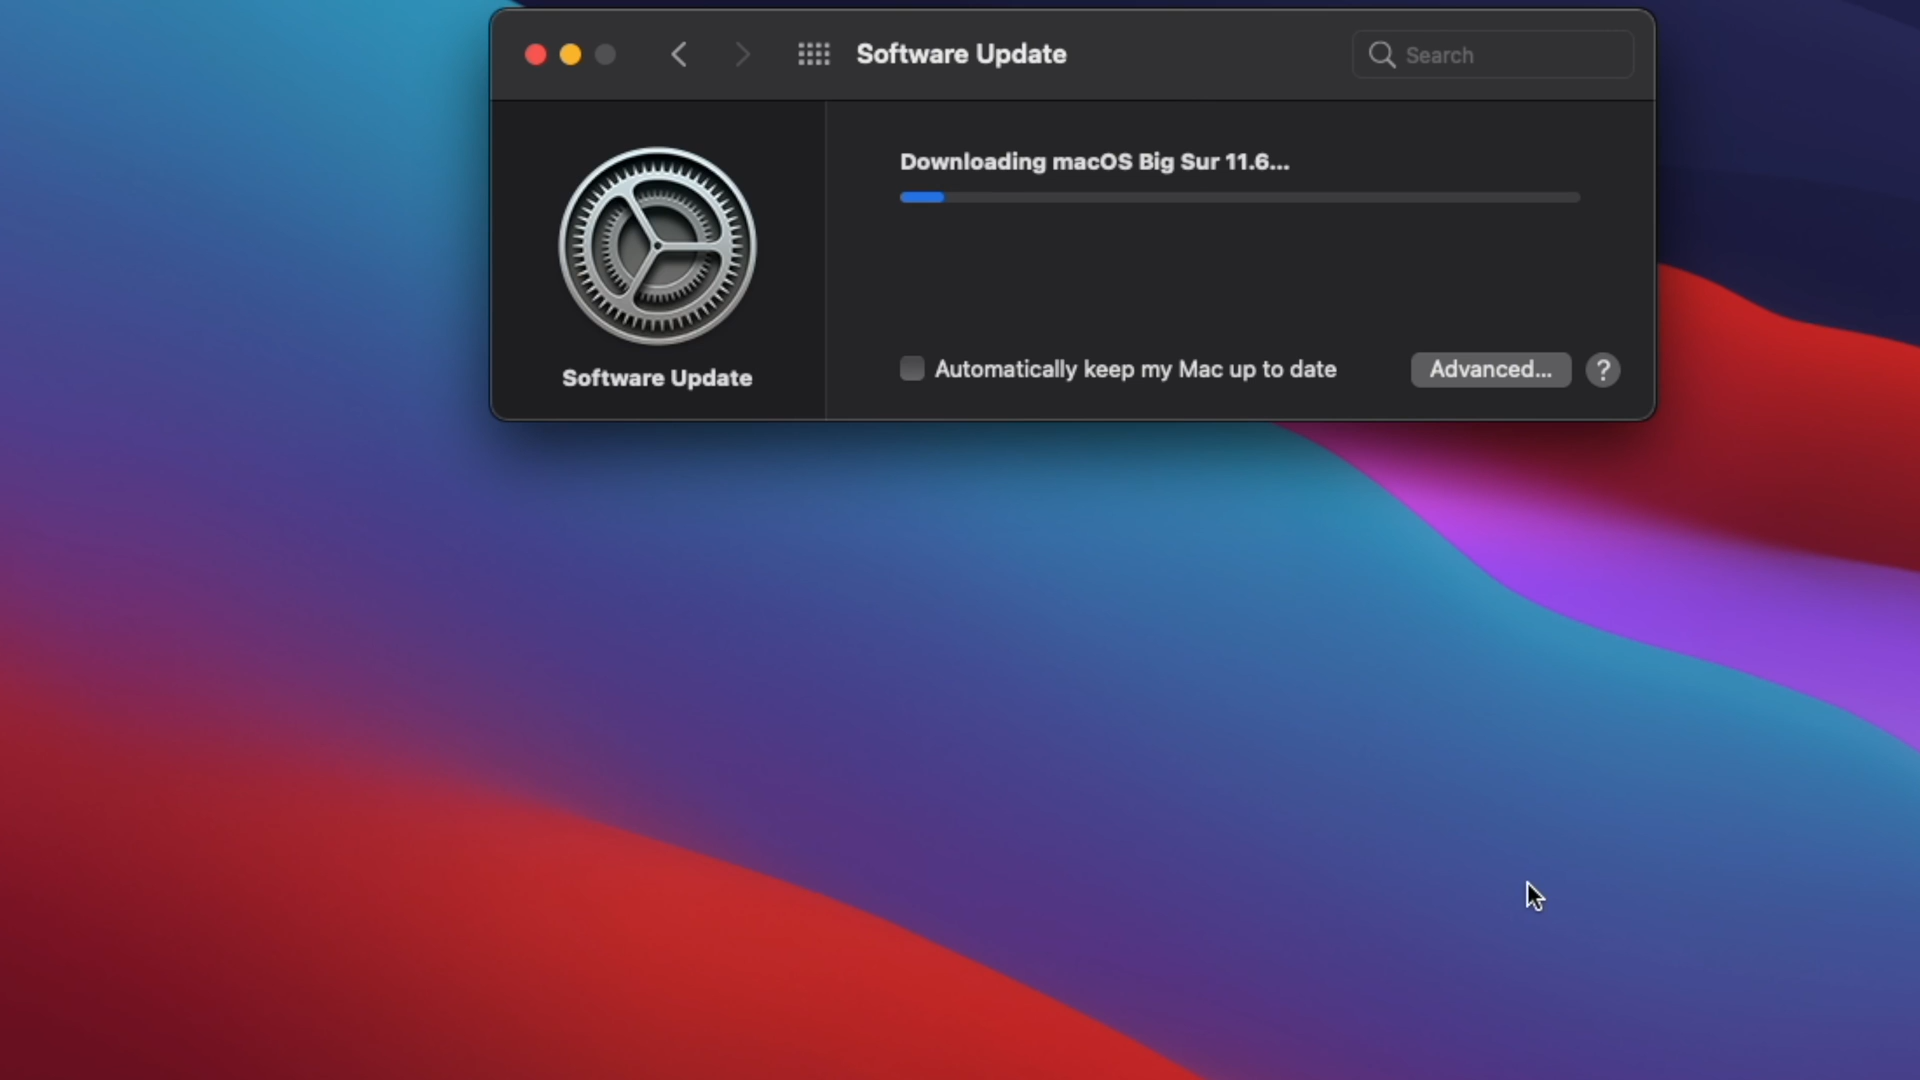 Software Update
Search
Downloading macOS Big Sur 11.6...
Software Update
Automatically keep my Mac up to date
Advanced...
?